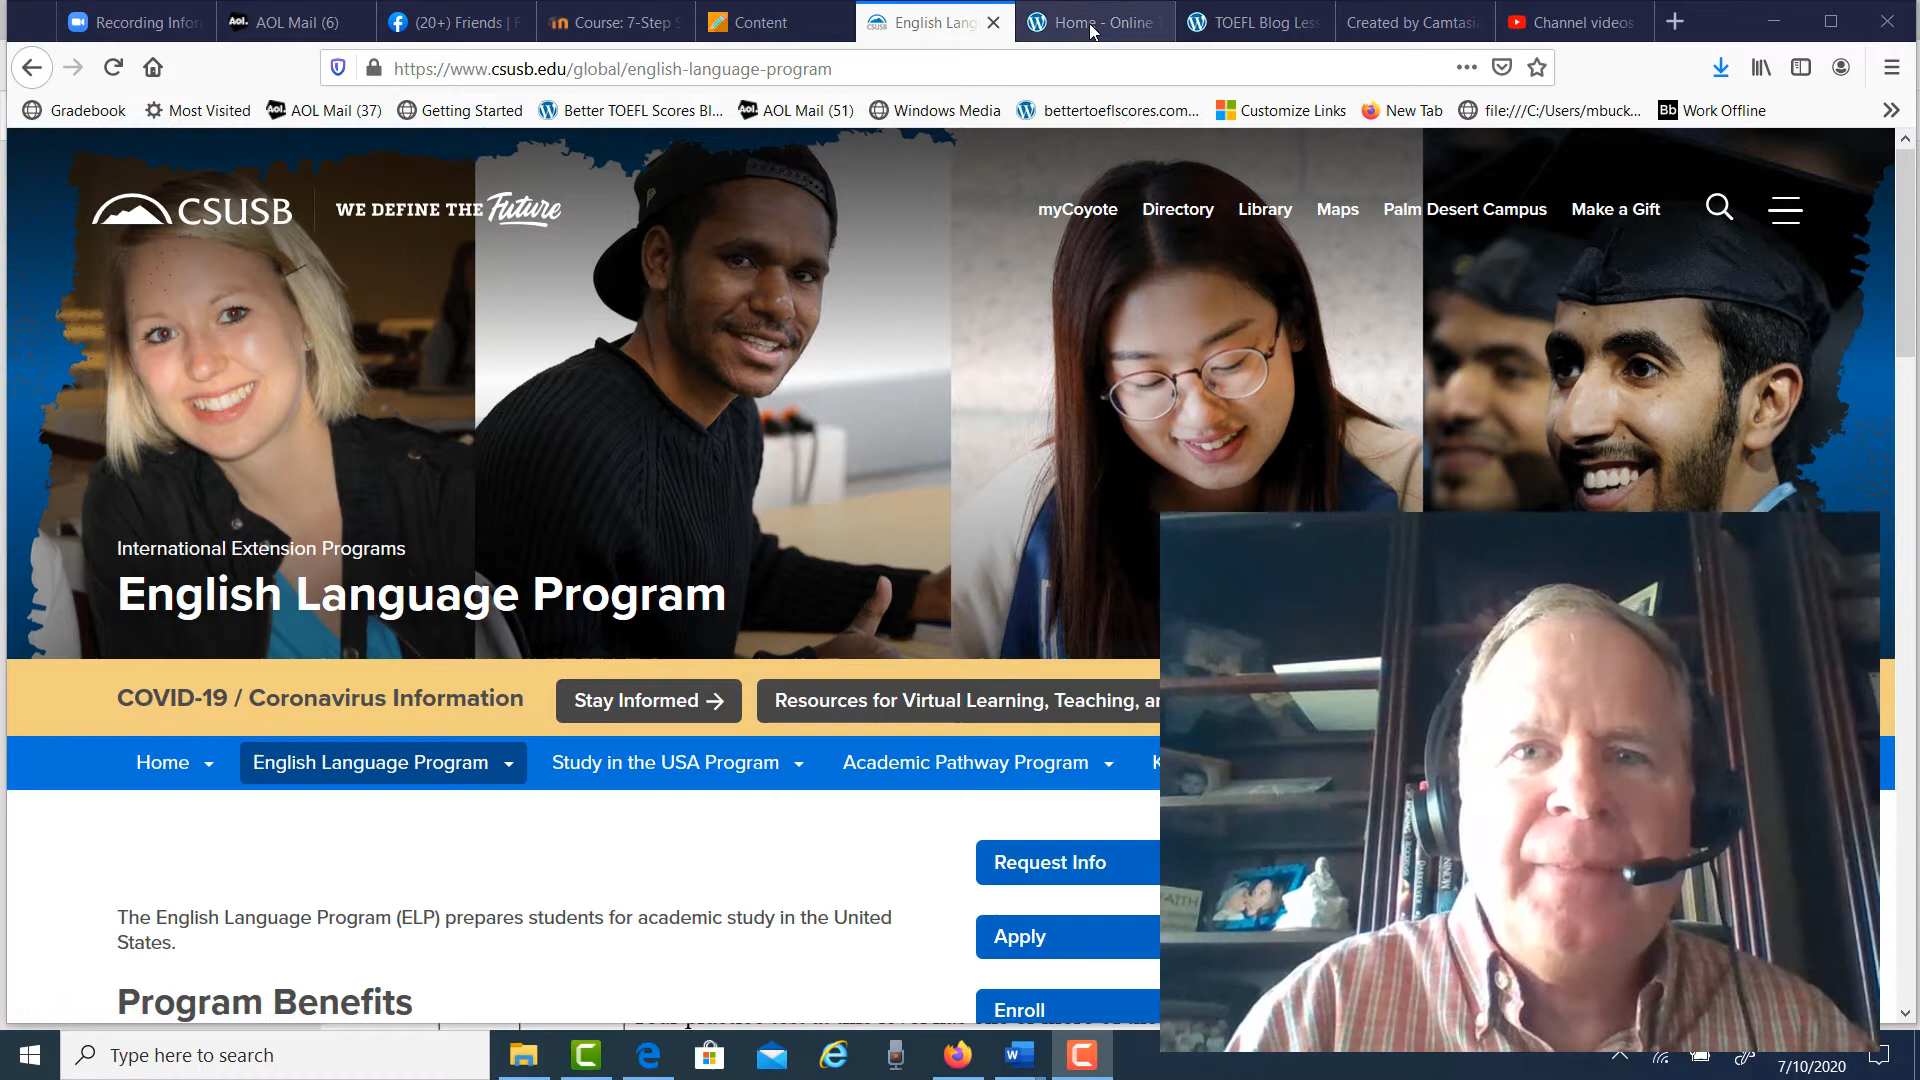 Recording Infor
Aol. AOL Mail (6)
(20+) Friends | F
Course: 7-Step S
Content
English Lang
Home - Online T
TOEFL Blog Less
Created by Camtasi
Channel videos
https://www.csusb.edu/global/english-language-program
Gradebook
Most Visited
Aol. AOL Mail (37)
Getting Started
Better TOEFL Scores Bl...
Aol. AOL Mail (51)
Windows Media
bettertoeflscores.com...
Customize Links
New Tab
file:///C:/Users/mbuck...
Bb Work Offline
CSUSB
WE DEFINE THE Future
myCoyote
Directory
Library
Maps
Palm Desert Campus
Make a Gift
International Extension Programs
English Language Program
COVID-19 / Coronavirus Information
Stay Informed →
Resources for Virtual Learning, Teaching, an
Home
English Language Program
Study in the USA Program
Academic Pathway Program
K
Request Info
The English Language Program (ELP) prepares students for academic study in the United
States.
Apply
Program Benefits
Enroll
FAITH
Type here to search
7/10/2020